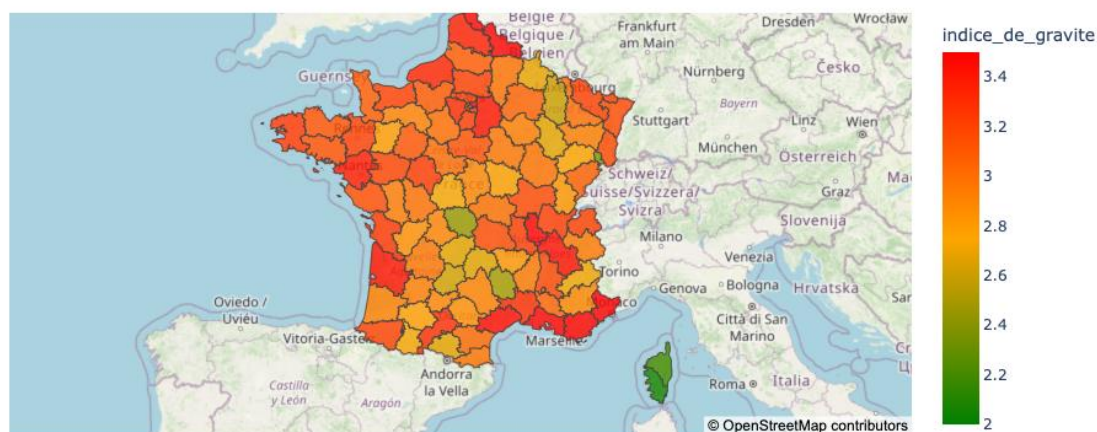 België /
Belgique /
Belgien
Frankfurt
am Main
Dresden
Wrocław
Guernsey
Nürnberg
Česko
Stuttgart
Bayern
Linz
Wien
München
Österreich
Rennes
Nantes
France
Schweiz/
Suisse/Svizzera/
Svizra
Graz
Slovenija
Milano
Venezia
Torino
Genova
Bologna
Hrvatska
Monaco
Città di San
Marino
Oviedo /
Uviéu
Vitoria-Gasteiz
Marseille
Andorra
la Vella
Castilla
y León
Aragón
Roma
Italia
© OpenStreetMap contributors
indice_de_gravite
3.4
3.2
3
2.8
2.6
2.4
2.2
2